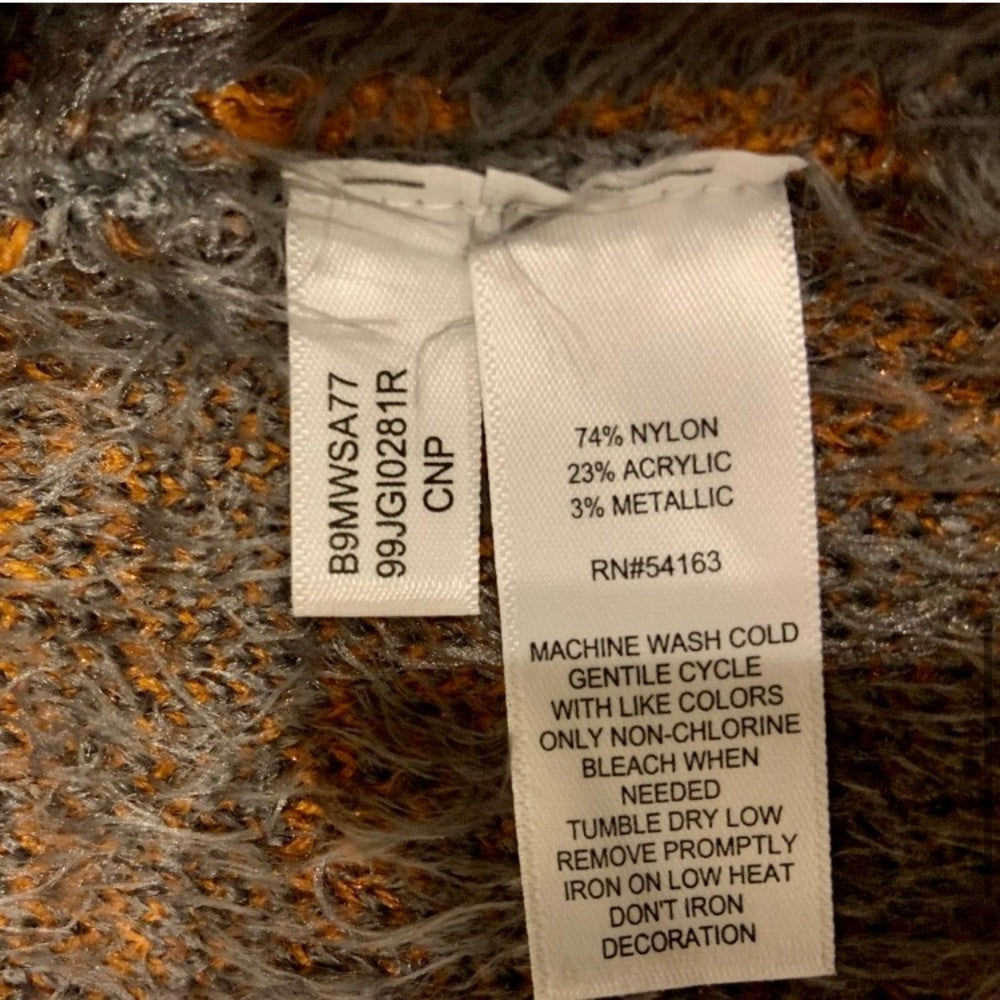 B9MWSA77
99JGI0281R
CNP
74% NYLON
23% ACRYLIC
3% METALLIC
RN#54163
MACHINE WASH COLD
GENTILE CYCLE
WITH LIKE COLORS
ONLY NON-CHLORINE
BLEACH WHEN
NEEDED
TUMBLE DRY LOW
REMOVE PROMPTLY
IRON ON LOW HEAT
DON'T IRON
DECORATION